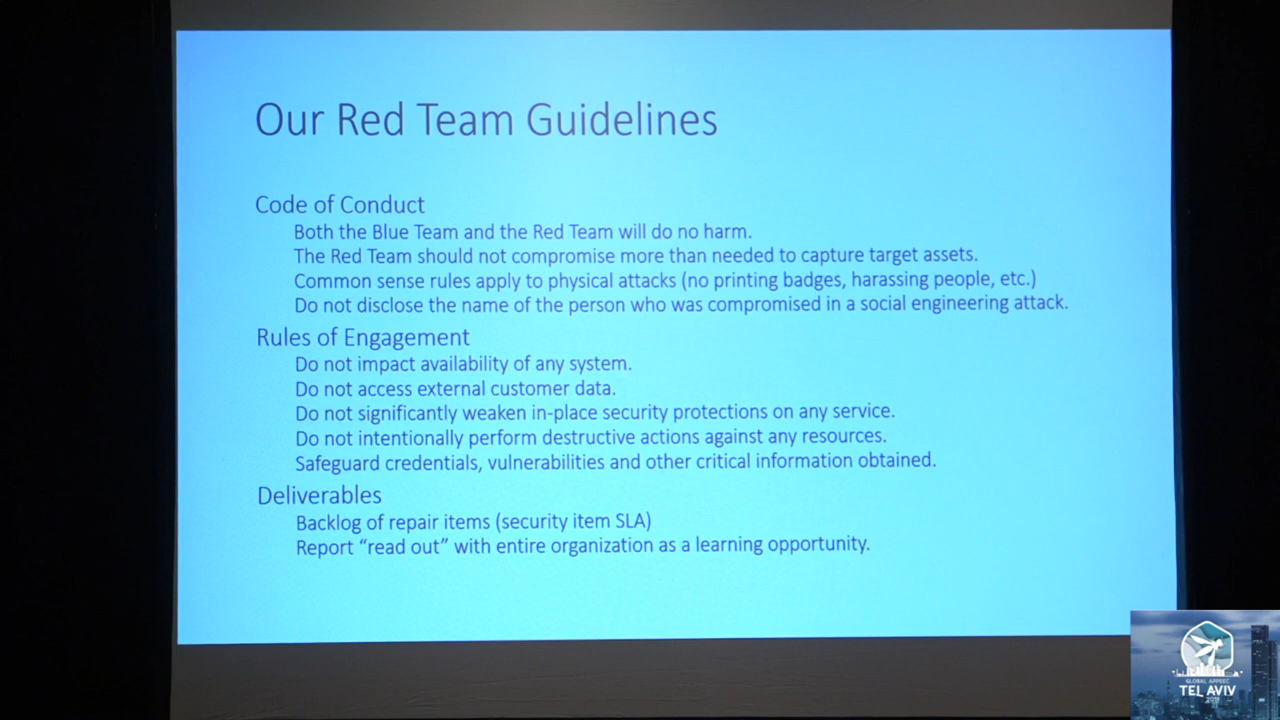 Our Red Team Guidelines
Code of Conduct
Both the Blue Team and the Red Team will do no harm.
The Red Team should not compromise more than needed to capture target assets.
Common sense rules apply to physical attacks (no printing badges, harassing people, etc.)
Do not disclose the name of the person who was compromised in a social engineering attack.
Rules of Engagement
Do not impact availability of any system.
Do not access external customer data.
Do not significantly weaken in-place security protections on any service.
Do not intentionally perform destructive actions against any resources.
Safeguard credentials, vulnerabilities and other critical information obtained.
Deliverables
Backlog of repair items (security item SLA)
Report “read out” with entire organization as a learning opportunity.
GLOBAL APPSEC
TEL AVIV
2019